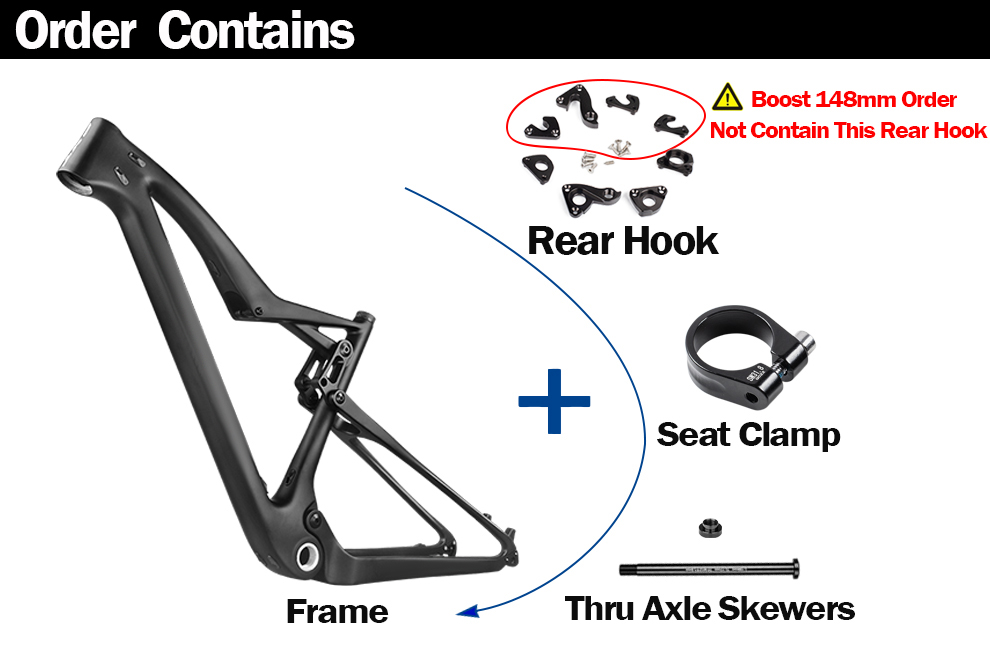 Order Contains
Boost 148mm Order
Not Contain This Rear Hook
Rear Hook
Seat Clamp
Thru Axle Skewers
Frame